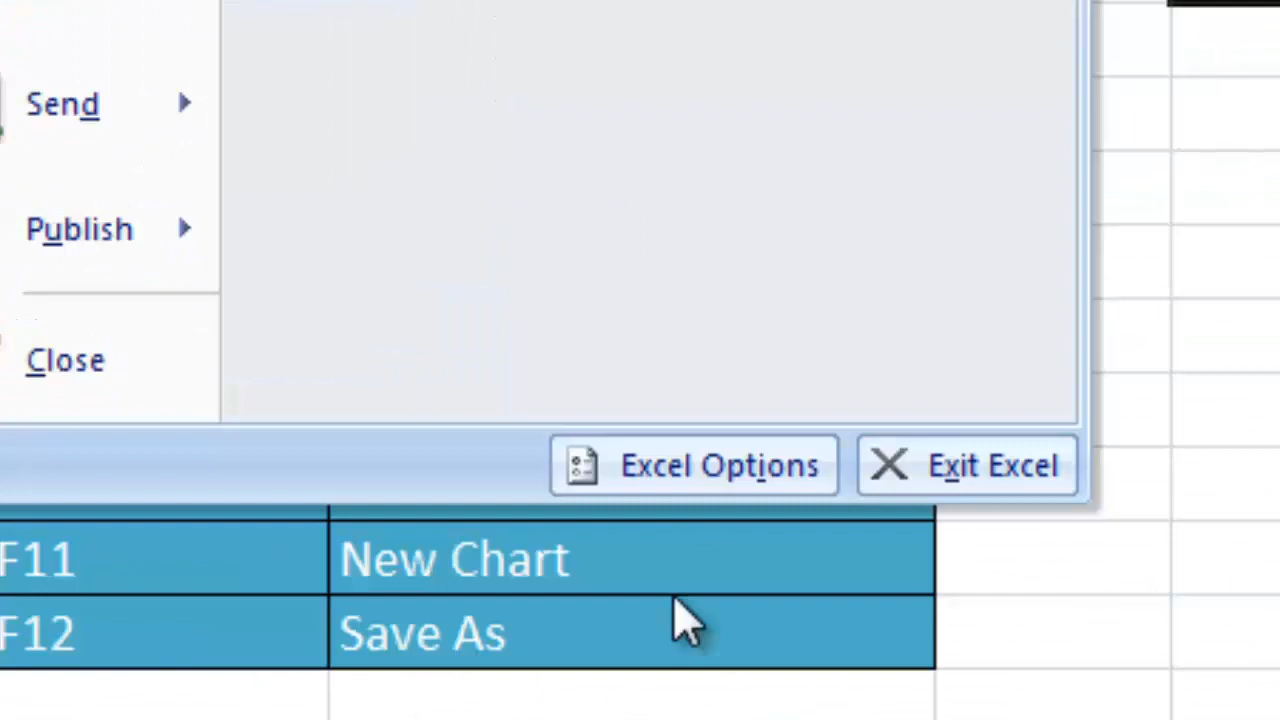 Send
Publish
Close
Excel Options
Exit Excel
F11 New Chart
F12 Save As